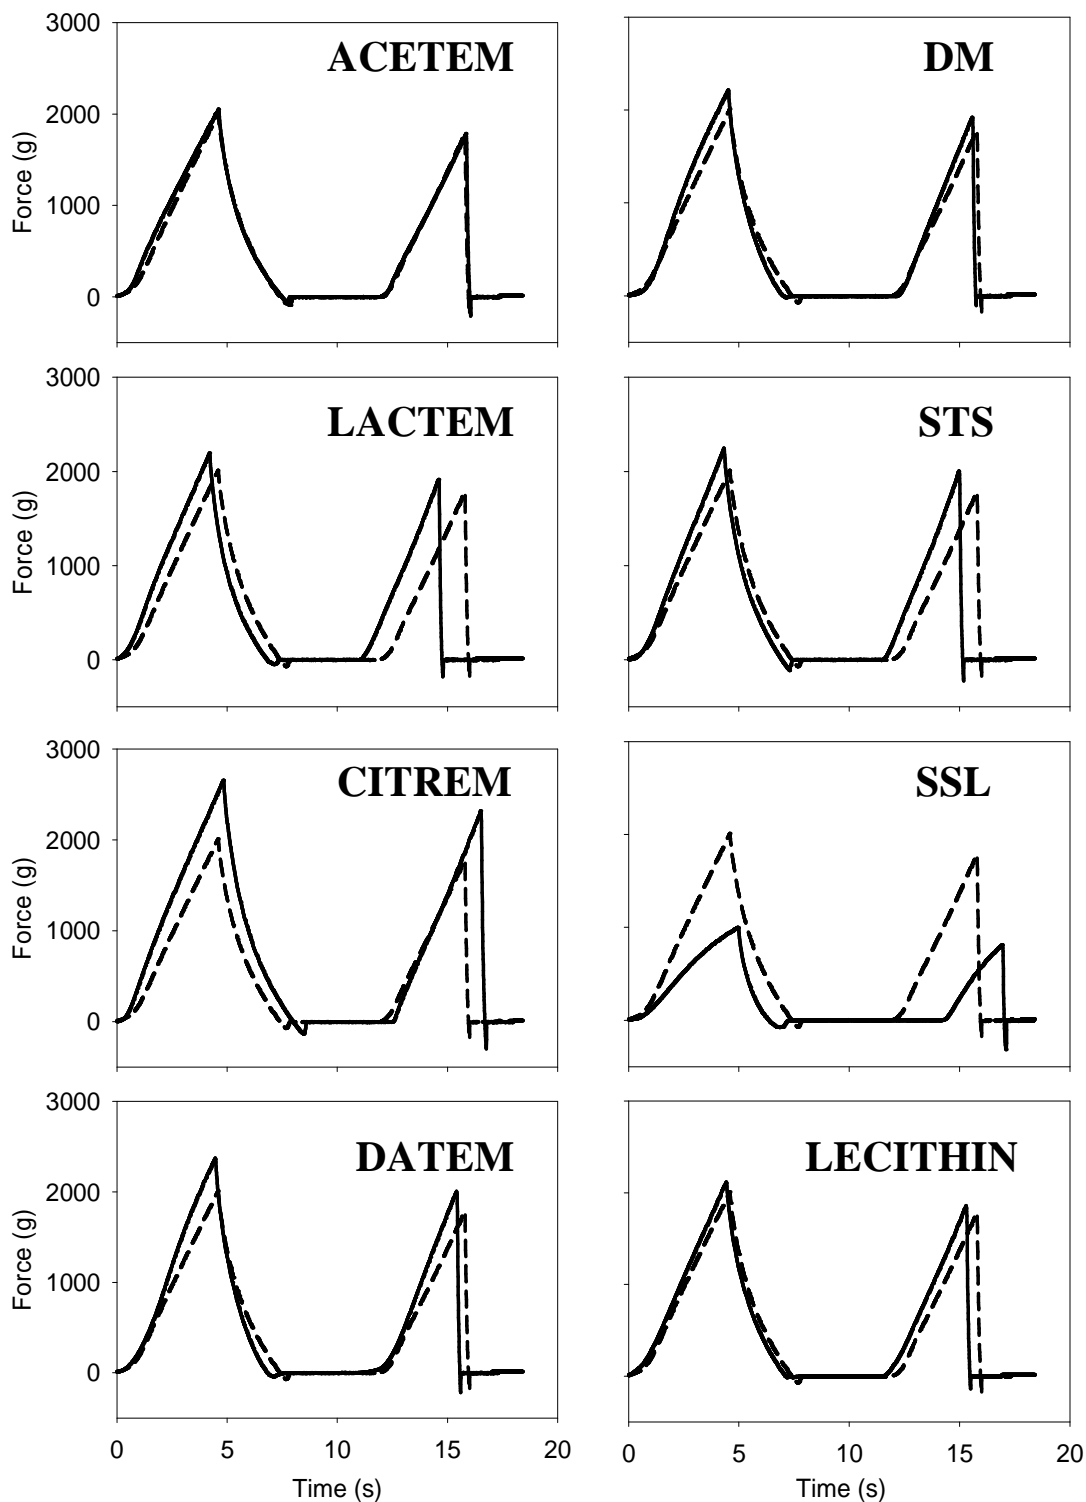 3000
ACETEM
2000
Force (g)
1000
0
DM
3000
LACTEM
2000
Force (g)
1000
0
STS
3000
CITREM
2000
Force (g)
1000
0
SSL
3000
DATEM
2000
Force (g)
1000
0
0 5 10 15 20
Time (s)
LECITHIN
0 5 10 15 20
Time (s)